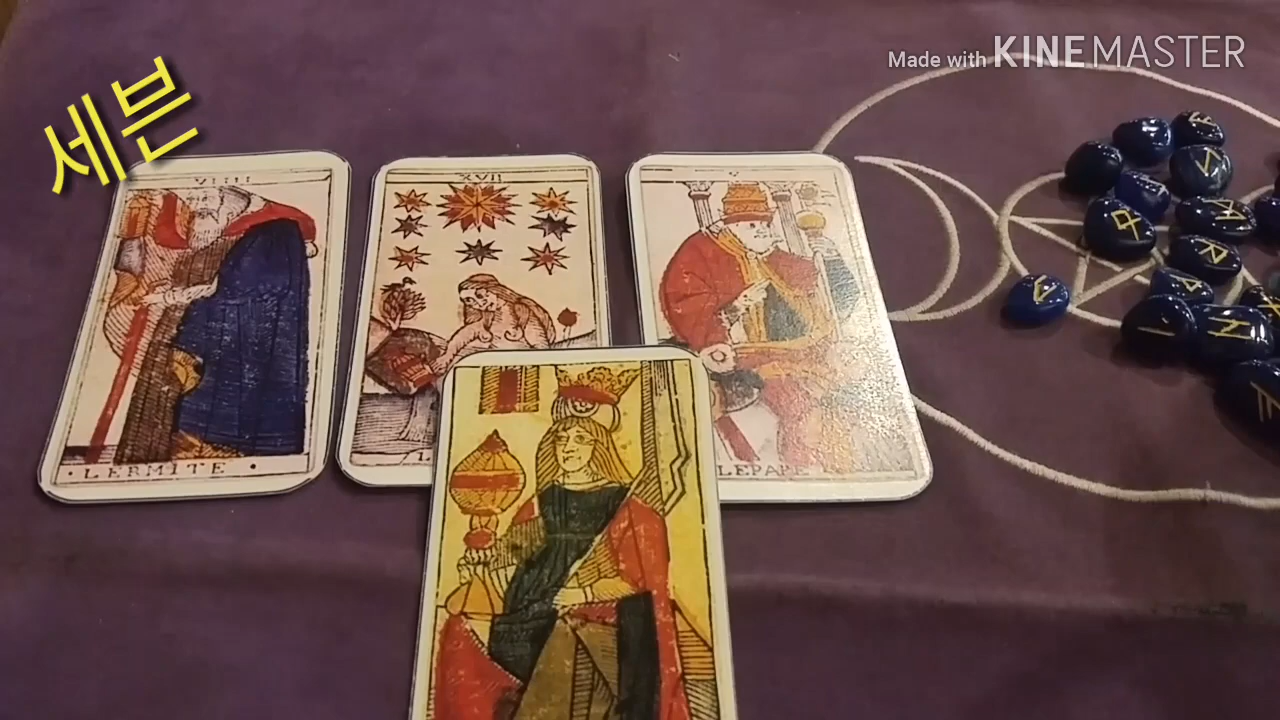 Made with KINEMASTER
세븐
VIIII
XVII
V
LERMITE
LEPAPE